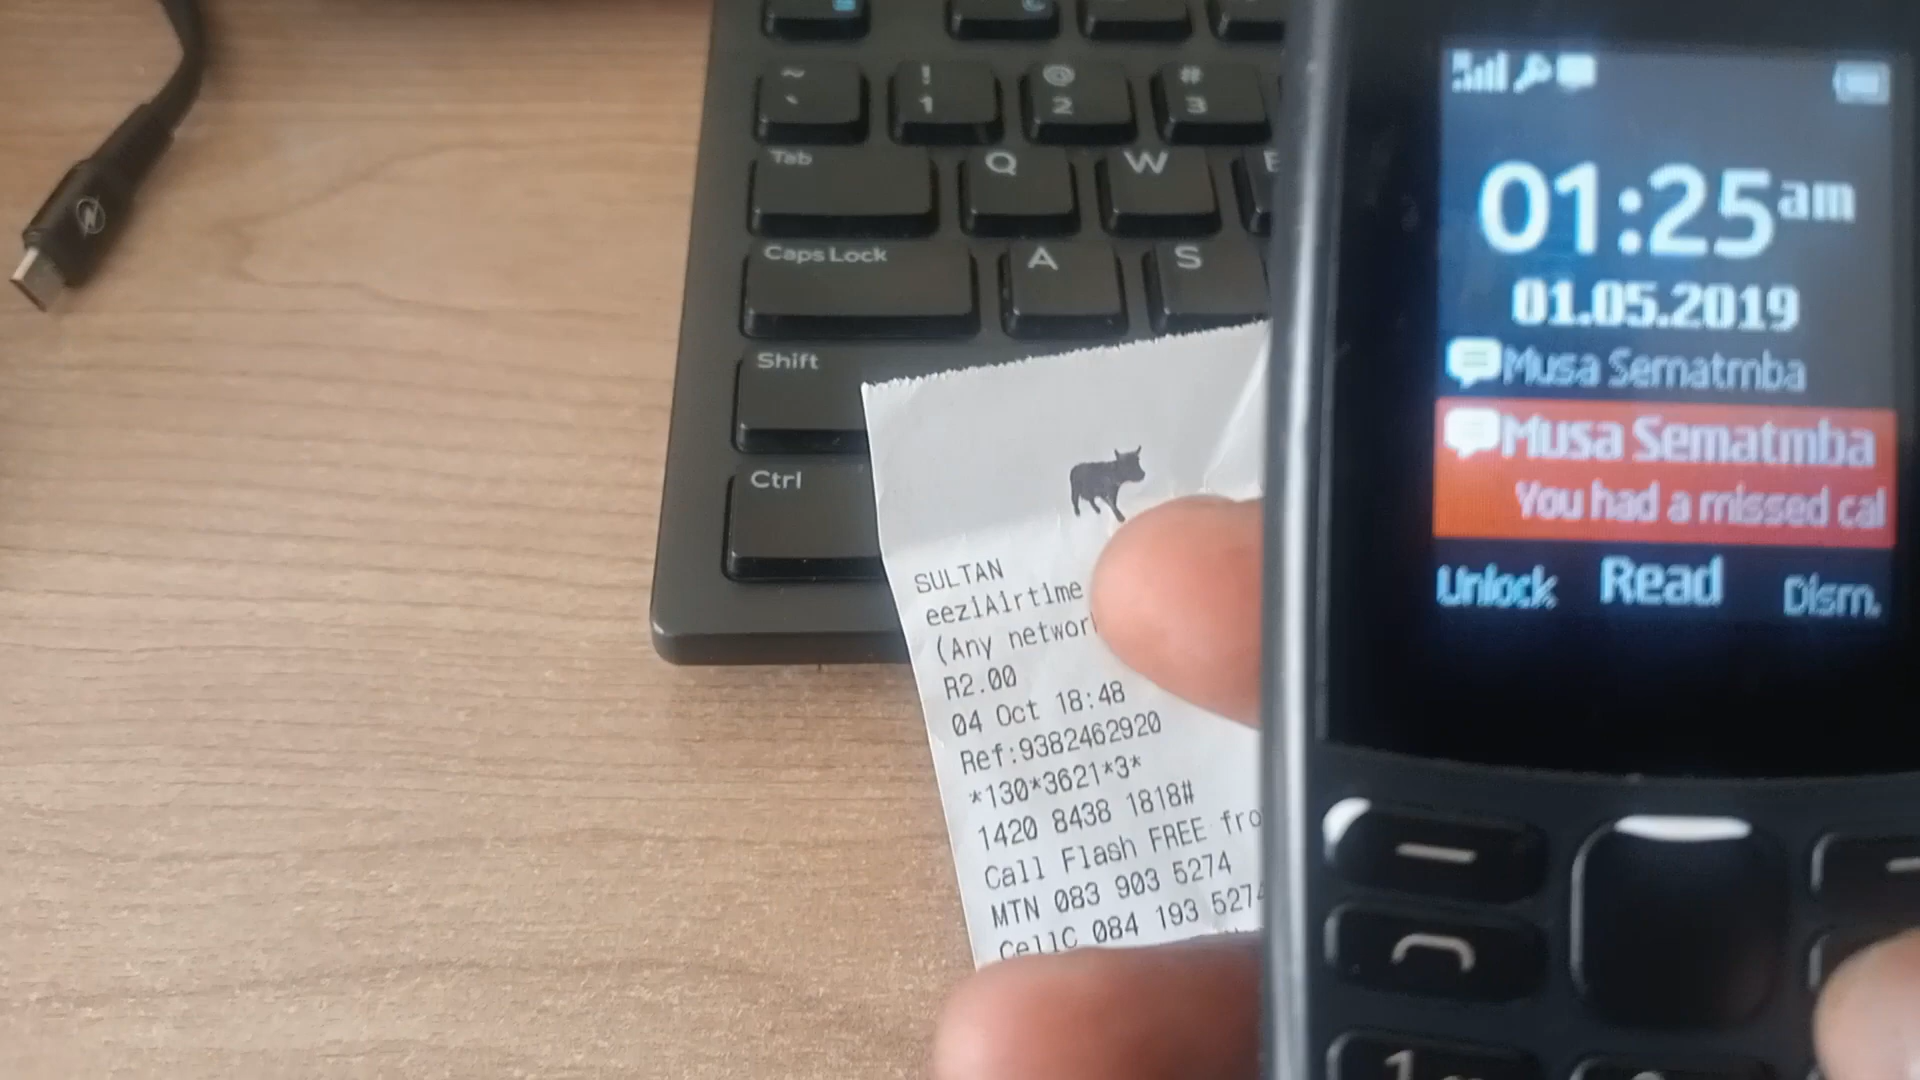 ~
`
!
1
@
2
#
3
Tab
Q
W
Caps Lock
A
S
Shift
Ctrl
SULTAN
eeziAirtime
(Any networ
R2.00
04 Oct 18:48
Ref:9382462920
*130*3621*3*
1420 8438 1818#
Call Flash FREE fro
MTN 083 903 5274
CellC 084 193 5274
01:25am
01.05.2019
Musa Sematmba
Musa Sematmba
You had a missed cal
Unlock
Read
Dism.
1